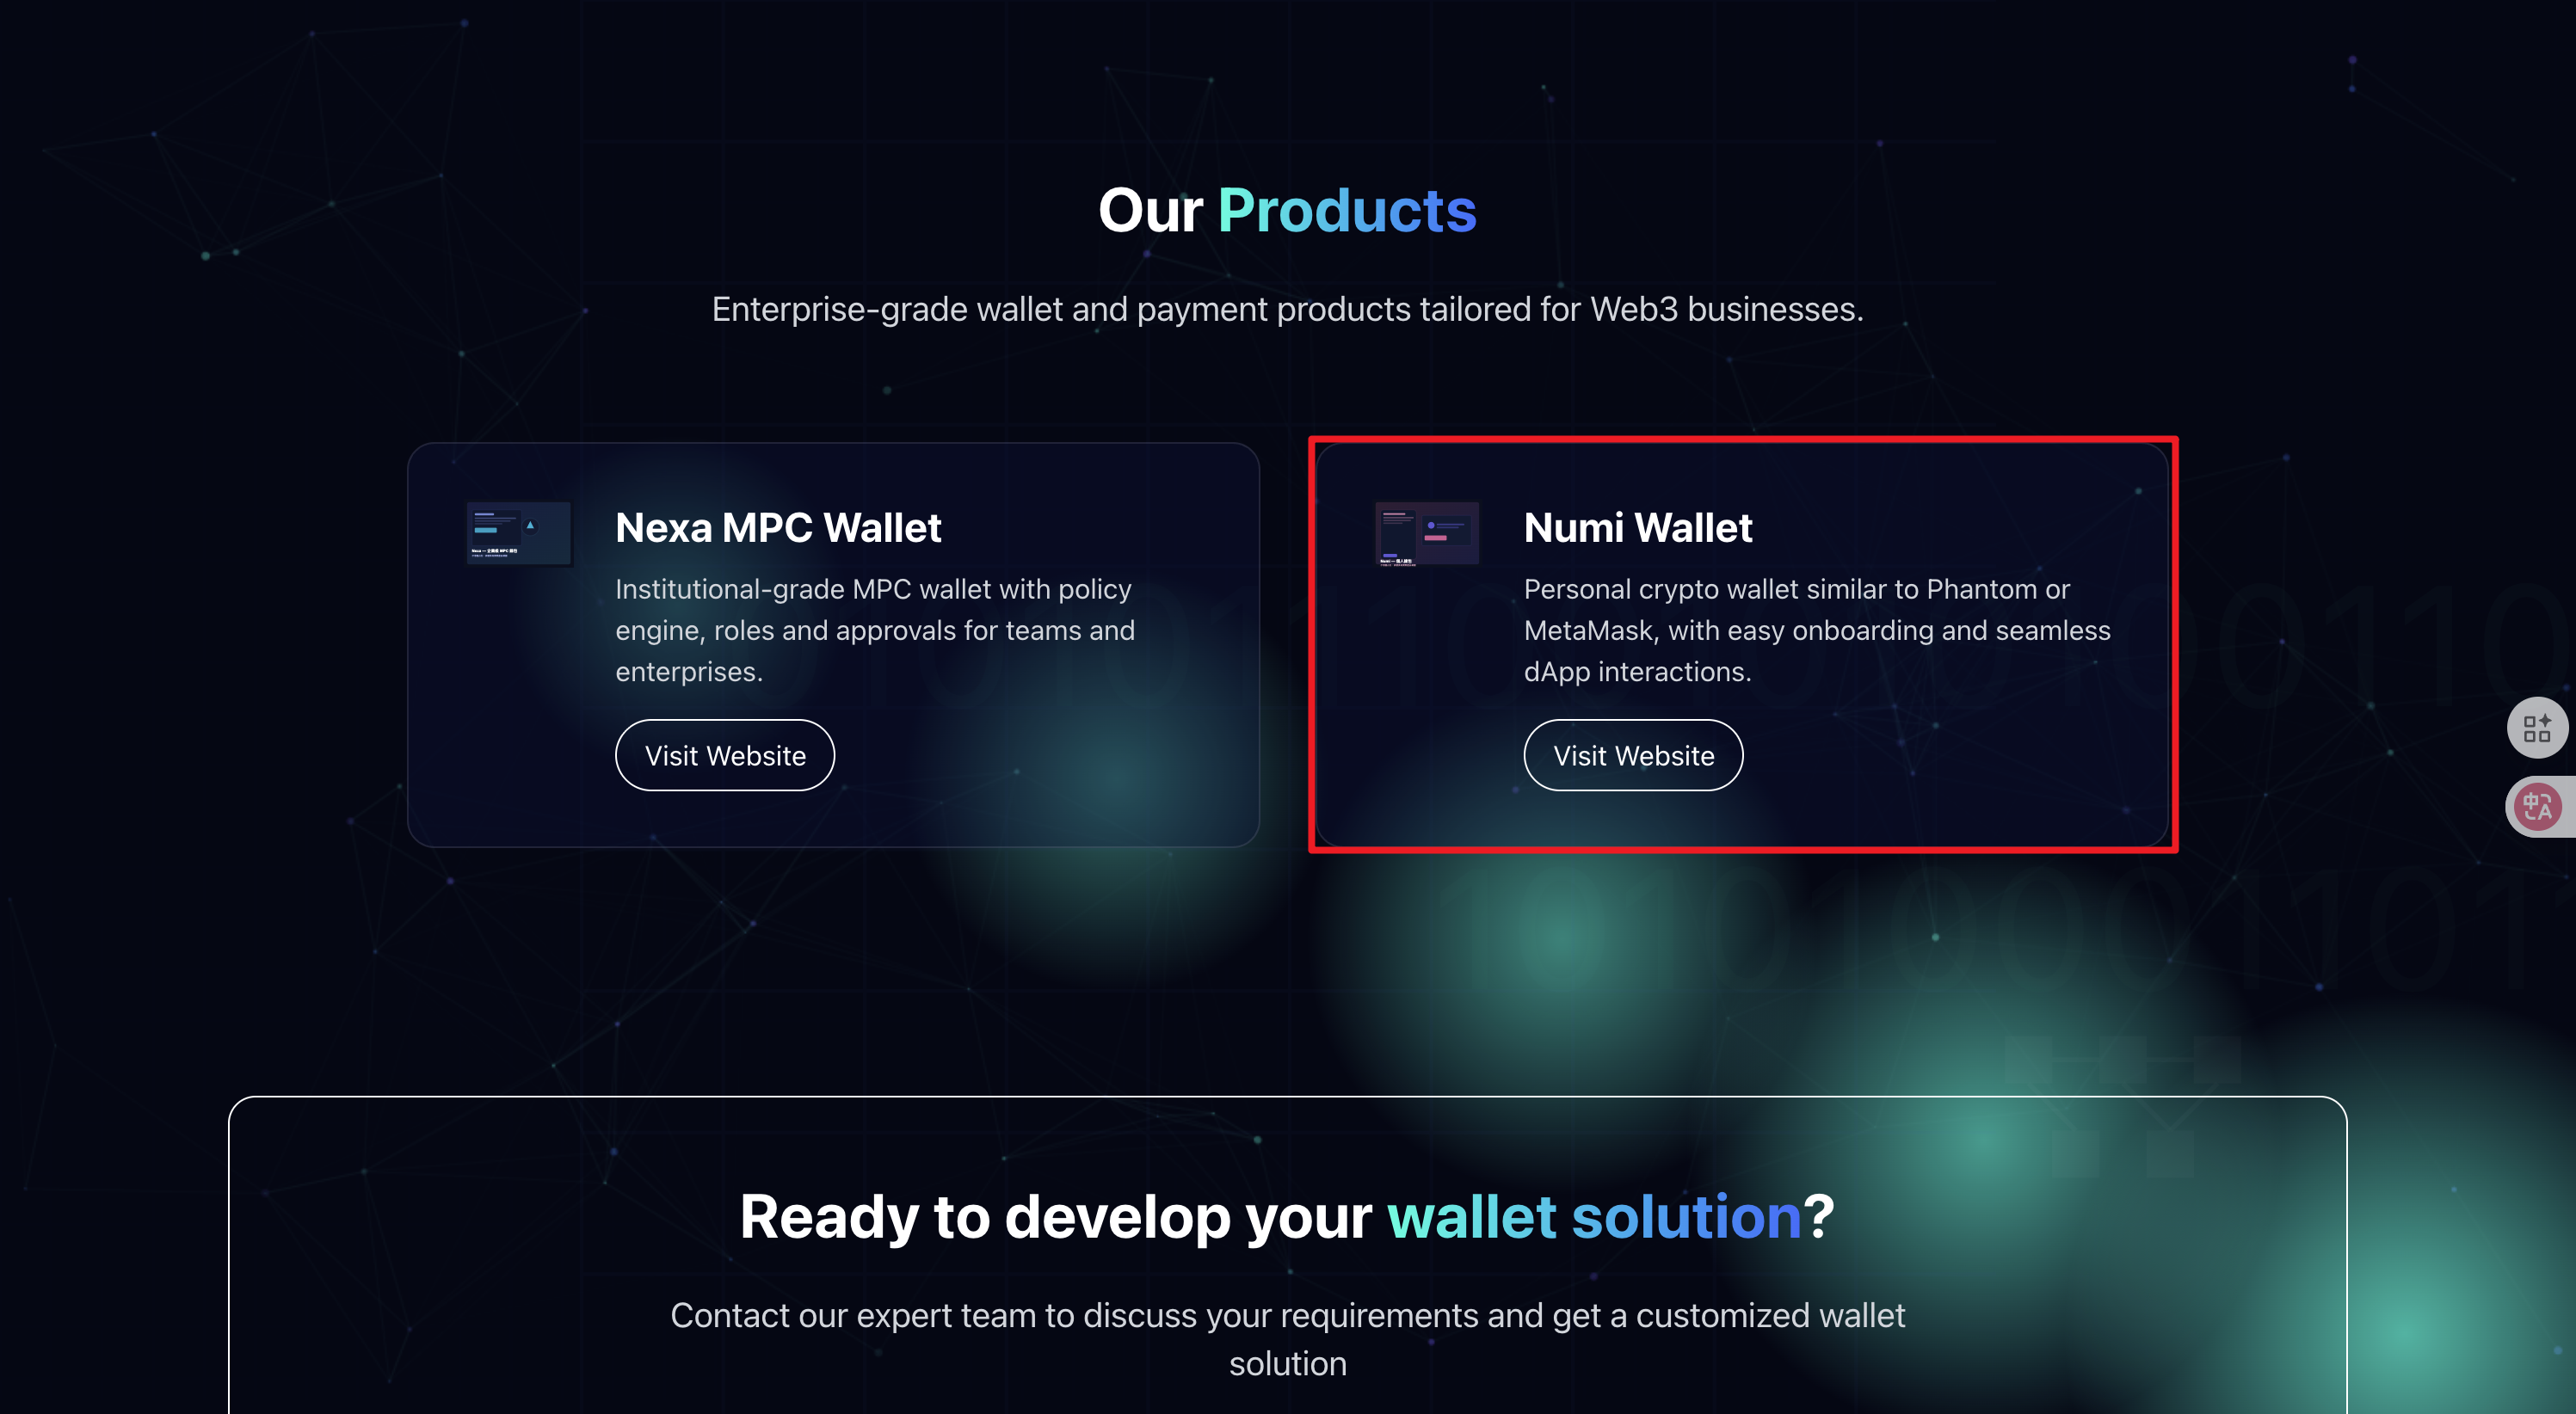 Our Products
Enterprise-grade wallet and payment products tailored for Web3 businesses.
Nexa MPC Wallet
Institutional-grade MPC wallet with policy
engine, roles and approvals for teams and
enterprises.
Visit Website
Numi Wallet
Personal crypto wallet similar to Phantom or
MetaMask, with easy onboarding and seamless
dApp interactions.
Visit Website
Ready to develop your wallet solution?
Contact our expert team to discuss your requirements and get a customized wallet
solution